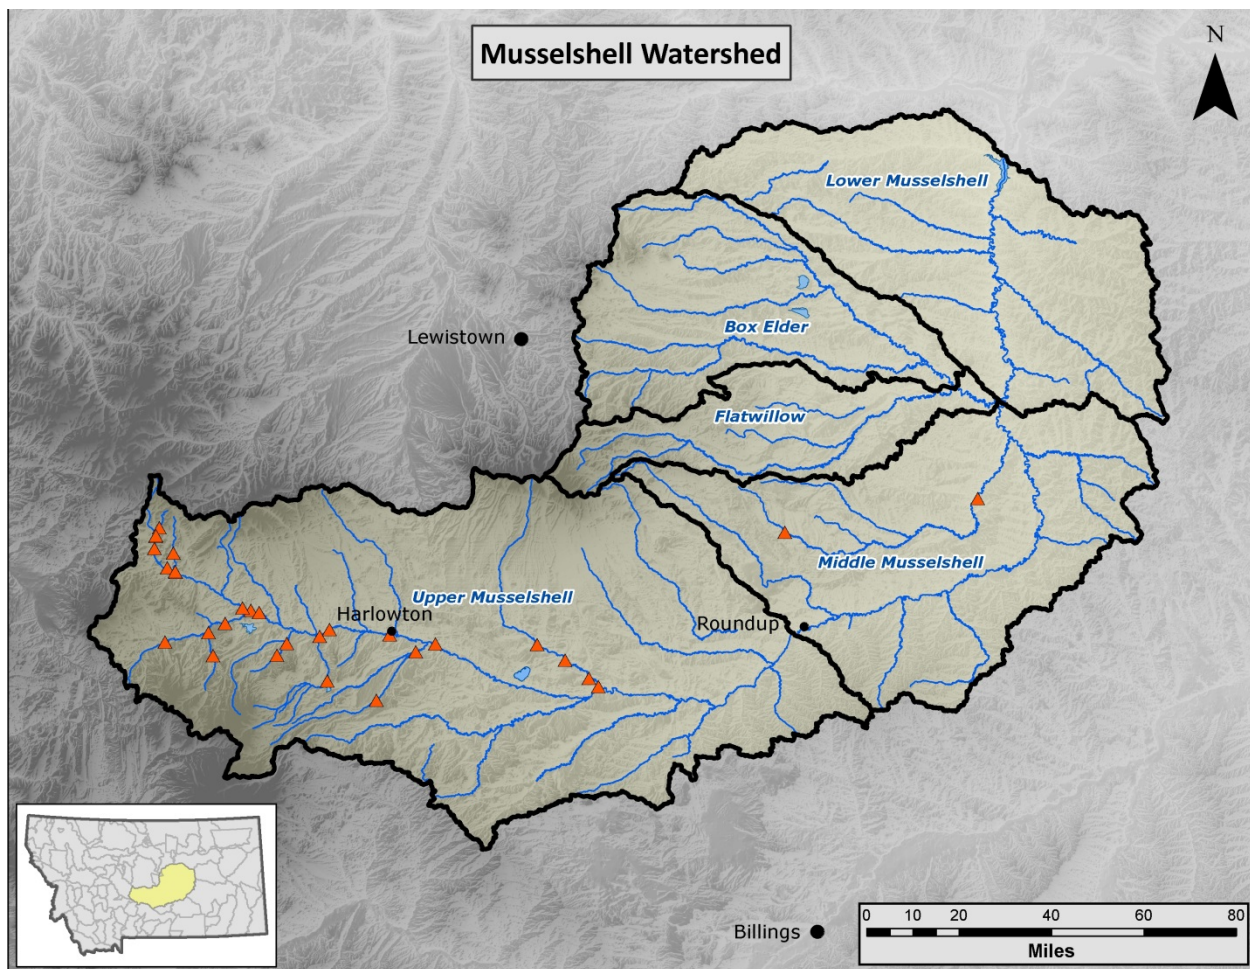 Musselshell Watershed
N
Lower Musselshell
Box Elder
Lewistown
Flatwillow
Middle Musselshell
Upper Musselshell
Harlowton
Roundup
Billings
0 10 20 40 60 80
Miles